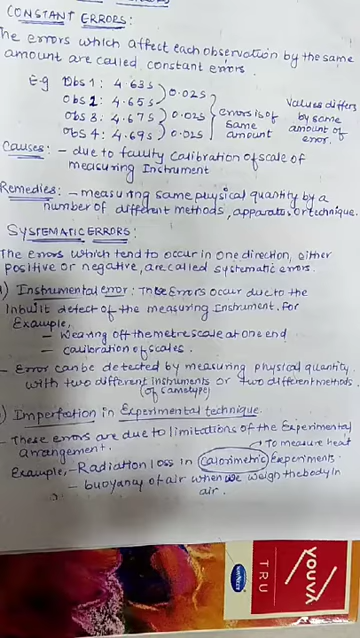 CONSTANT ERRORS:
The errors which affect each observation by the same
amount are called constant errors.
E.g Obs 1: 4.63s
0.02s
Obs 2: 4.65s
Obs 3: 4.67s
0.02s
Obs 4: 4.69s
0.02s
errors is of
same
amount
Values differs
by same
amount of
error.
Causes: - due to faulty Calibration of scale of
measuring Instrument
Remedies: - measuring same physical quantity by a
number of different methods, apparatus or technique.
SYSTEMATIC ERRORS:
The Errors which tend to occur in one direction, either
positive or negative, are called systematic errors.
Instrumental error: These Errors occur due to the
Inbuilt defect of the measuring Instrument. for
Example,
- Wearing off the metre scale at one end
- calibration of scales.
- Error can be detected by measuring physical quantity
with two different instruments or two different methods.
(of same type)
Imperfection in Experimental technique
- These errors are due to limitations of the Experimental
arrangement.
→ To measure heat
Example, - Radiation loss in Calorimetric Experiments.
- buoyancy of air when we weigh the body in
air.
TRU
YOUVA